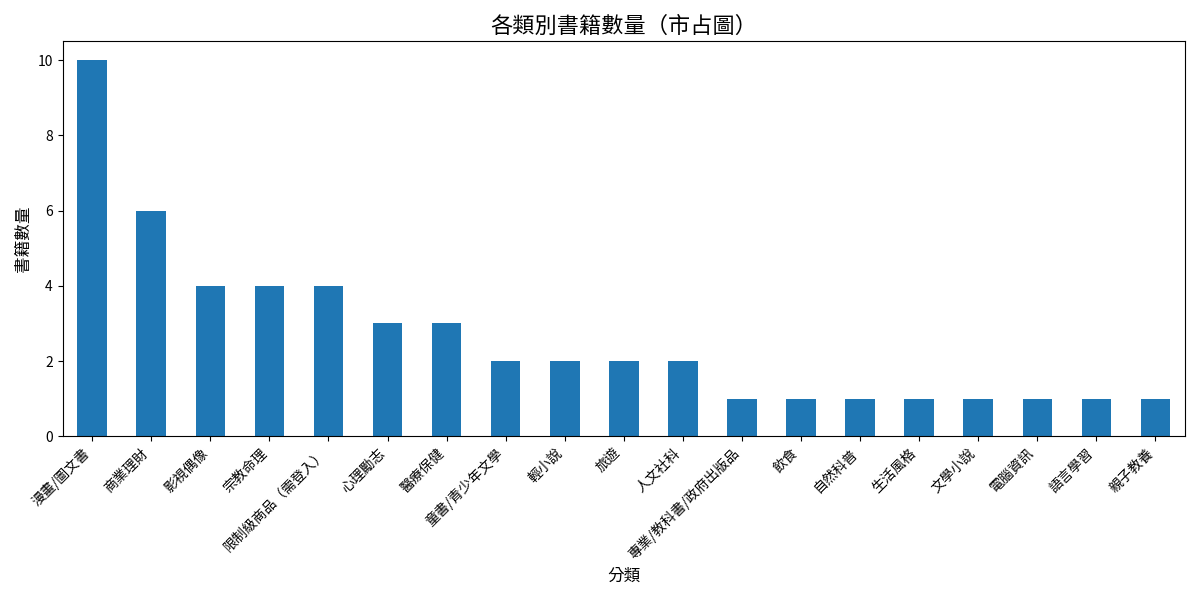 各類別書籍數量（市占圖）
書籍數量
10
8
6
4
2
0
漫畫/圖文書
商業理財
影視偶像
宗教命理
限制級商品（需登入）
心理勵志
醫療保健
童書/青少年文學
輕小說
旅遊
人文社科
專業/教科書/政府出版品
飲食
自然科普
生活風格
文學小說
電腦資訊
語言學習
親子教養
分類